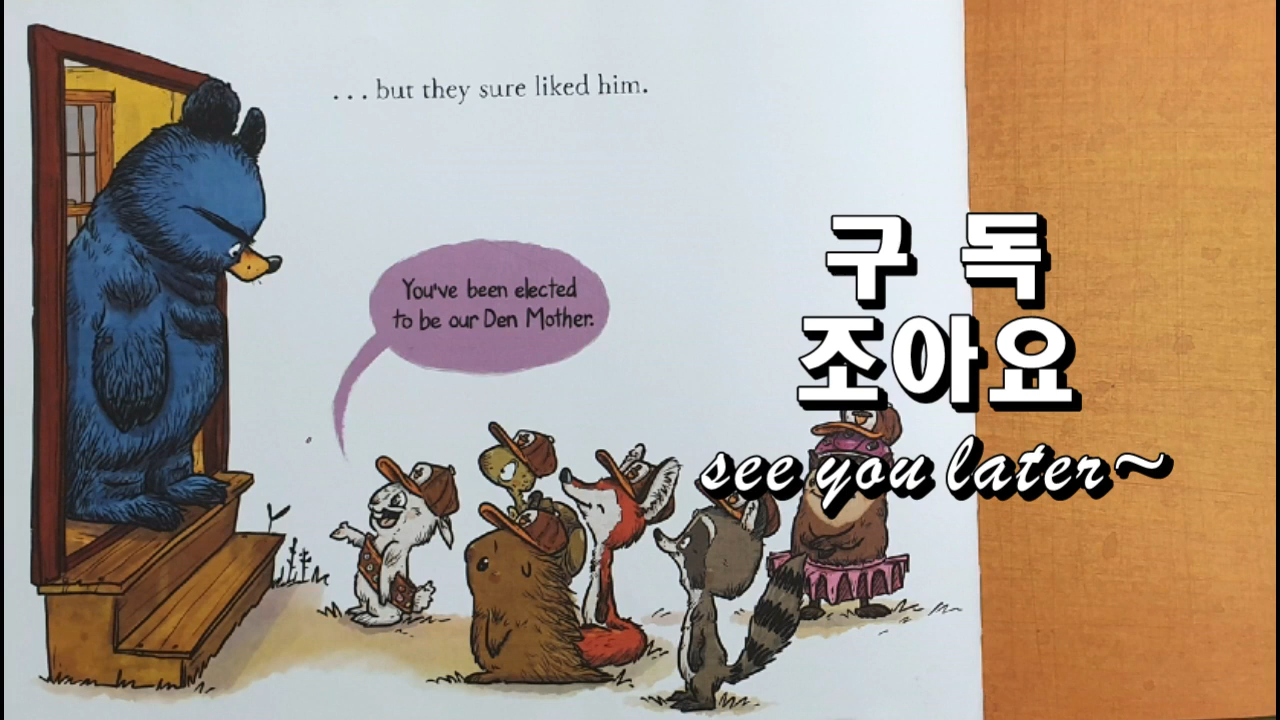 ...but they sure liked him.
You've been elected
to be our Den Mother.
구 독
조아요
see you later~